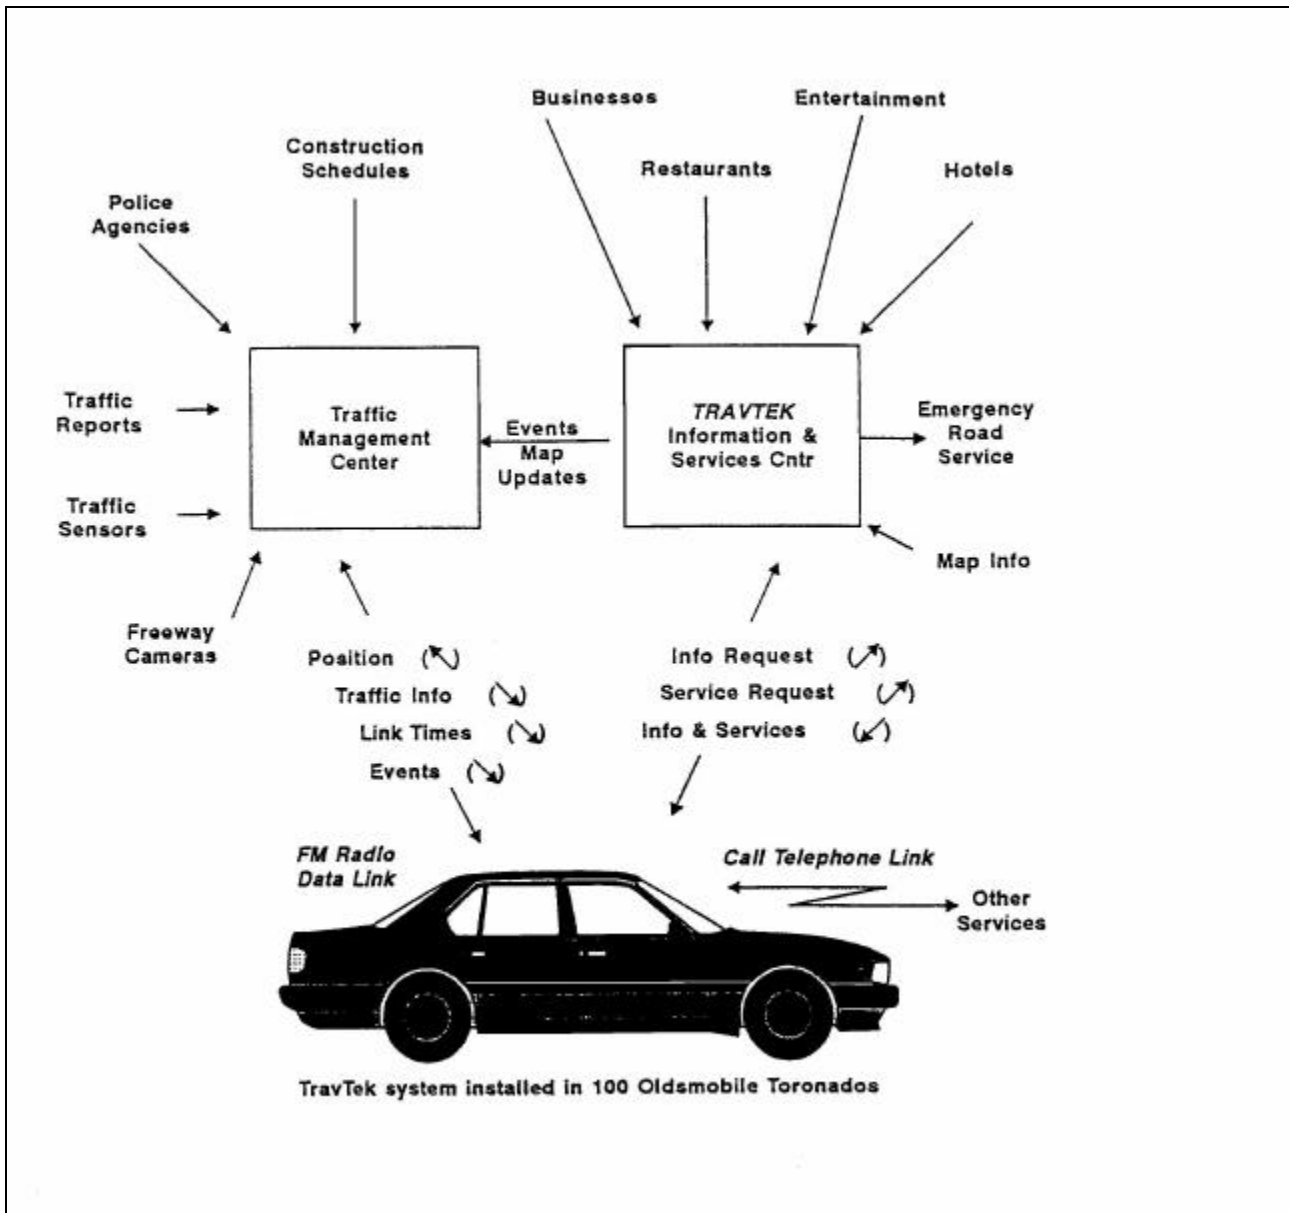 Businesses
Entertainment
Construction
Schedules
Restaurants
Hotels
Police
Agencies
Traffic
Reports
Traffic
Management
Center
Events
Map
Updates
TRAVTEK
Information &
Services Cntr
Emergency
Road
Service
Traffic
Sensors
Map Info
Freeway
Cameras
Position
Traffic Info
Link Times
Events
Info Request
Service Request
Info & Services
FM Radio
Data Link
Call Telephone Link
Other
Services
TravTek system installed in 100 Oldsmobile Toronados